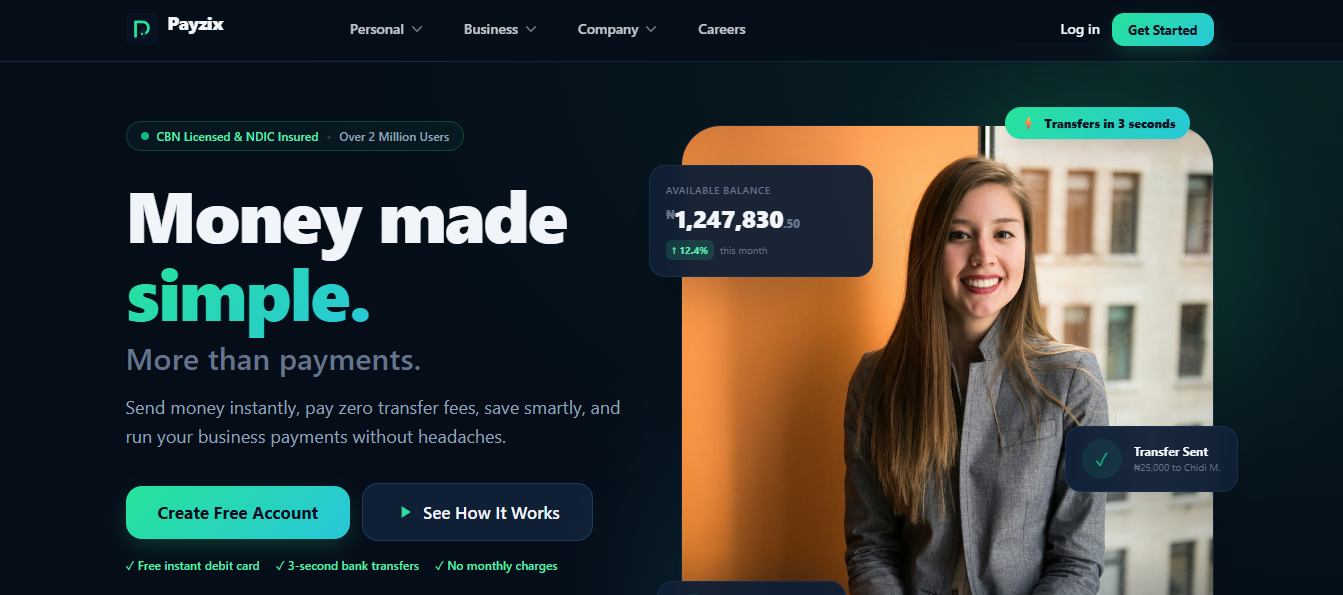 Payzix
Personal
Business
Company
Careers
Log in
Get Started
CBN Licensed & NDIC Insured • Over 2 Million Users
Money made
simple.
More than payments.
Send money instantly, pay zero transfer fees, save smartly, and
run your business payments without headaches.
Create Free Account
▶ See How It Works
✓ Free instant debit card ✓ 3-second bank transfers ✓ No monthly charges
⚡ Transfers in 3 seconds
AVAILABLE BALANCE
₦1,247,830.50
↑ 12.4% this month
✓
Transfer Sent
₦25,000 to Chidi M.